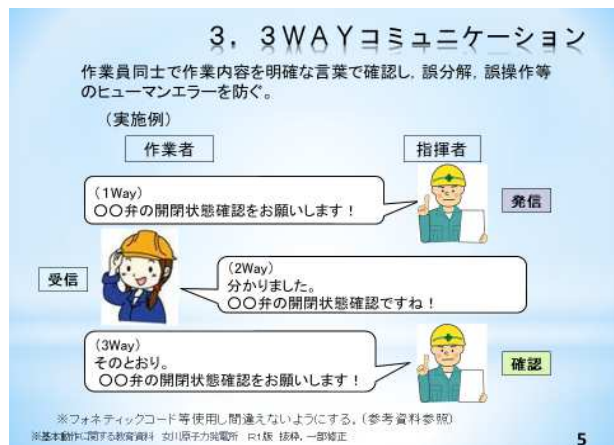 3．3WAYコミュニケーション
作業員同士で作業内容を明確な言葉で確認し，誤分解，誤操作等
のヒューマンエラーを防ぐ。
（実施例）
作業者
指揮者
（1Way）
〇〇弁の開閉状態確認をお願いします！
発信
受信
（2Way）
分かりました。
〇〇弁の開閉状態確認ですね！
（3Way）
そのとおり。
〇〇弁の開閉状態確認をお願いします！
確認
※フォネティックコード等使用し間違えないようにする。（参考資料参照）
※基本動作に関する教育資料　女川原子力発電所　R1版 抜粋，一部修正
5